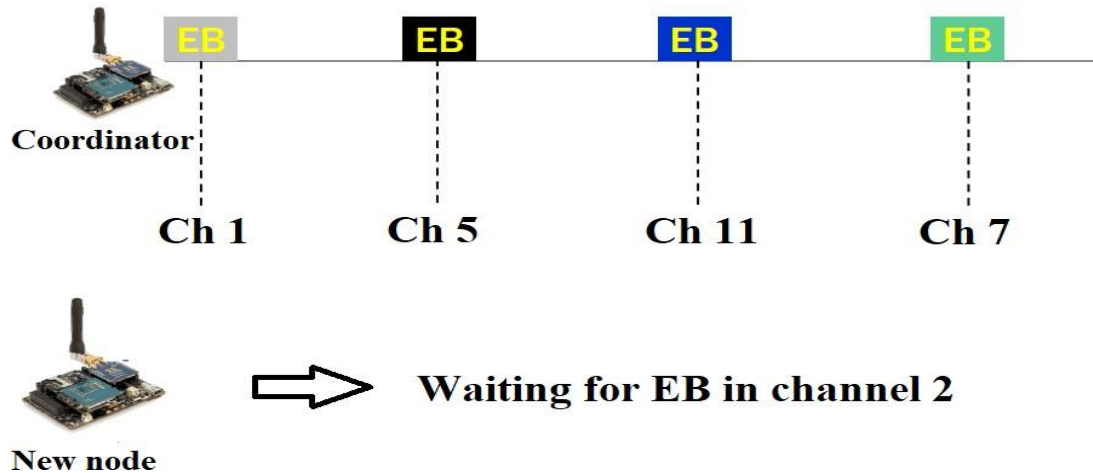 EB EB EB EB
Coordinator
Ch 1 Ch 5 Ch 11 Ch 7
Waiting for EB in channel 2
New node